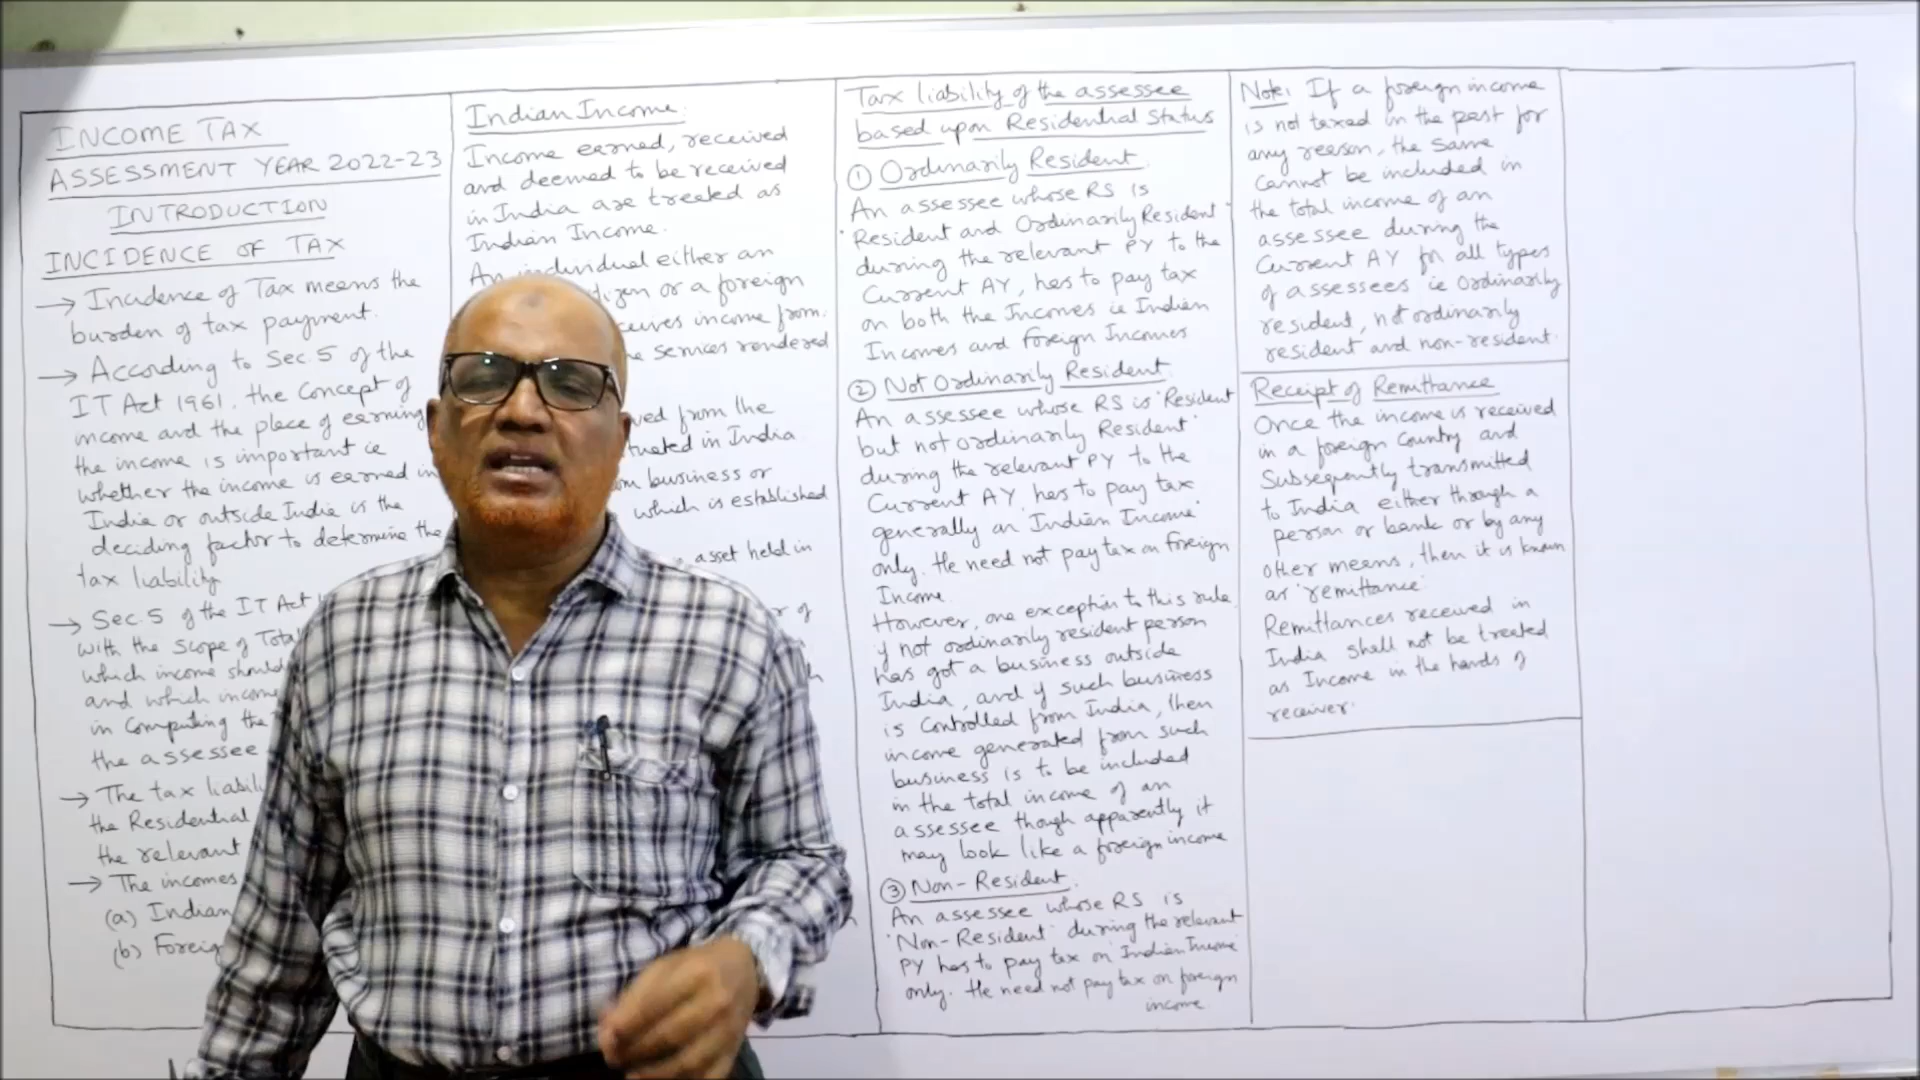 INCOME TAX
ASSESSMENT YEAR 2022-23
INTRODUCTION
INCIDENCE OF TAX
→ Incidence of Tax means the
burden of tax payment.
→ According to Sec.5 of the
IT Act 1961, the Concept of
income and the place of earning
the income is important ie
whether the income is earned in
India or outside India is the
deciding factor to determine the
tax liability
→ Sec.5 of the IT Act
with the Scope of Total
which income should
and which income
in Computing the
the assessee
→ The tax
the Residential
the relevant
→ The incomes
(a) Indian
(b)
Indian Income.
Income earned, received
and deemed to be received
in India are treated as
Indian Income.
An individual either an
or a foreign
income from
services rendered
from the
in India
business or
which is established
asset held in
of
Tax liability of the assessee
based upon Residential Status
① Ordinarily Resident.
An assessee whose RS is
'Resident and Ordinarily Resident'
during the relevant PY to the
Current AY, has to pay tax
on both the Incomes ie Indian
Incomes and Foreign Incomes
② Not Ordinarily Resident.
An assessee whose RS is 'Resident
but not Ordinarily Resident'
during the relevant PY to the
Current AY, has to pay tax
generally on 'Indian Income'
only. He need not pay tax on foreign
Income.
However, one exception to this rule
if not ordinarily resident person
has got a business outside
India, and if such business
is Controlled from India, then
income generated from such
business is to be included
in the total income of an
assessee though apparently it
may look like a foreign income
③ Non-Resident.
An assessee whose RS is
'Non-Resident' during the relevant
PY has to pay tax on 'Indian Income'
only. He need not pay tax on foreign
income.
Note: If a foreign income
is not taxed in the past for
any reason, the same
cannot be included in
the total income of an
assessee during the
Current AY for all types
of assessees ie Ordinarily
resident, not ordinarily
resident and non-resident.
Receipt of Remittance
Once the income is received
in a foreign Country and
Subsequently transmitted
to India either through a
person or bank or by any
other means, then it is known
as 'remittance'.
Remittances received in
India shall not be treated
as Income in the hands of
receiver.